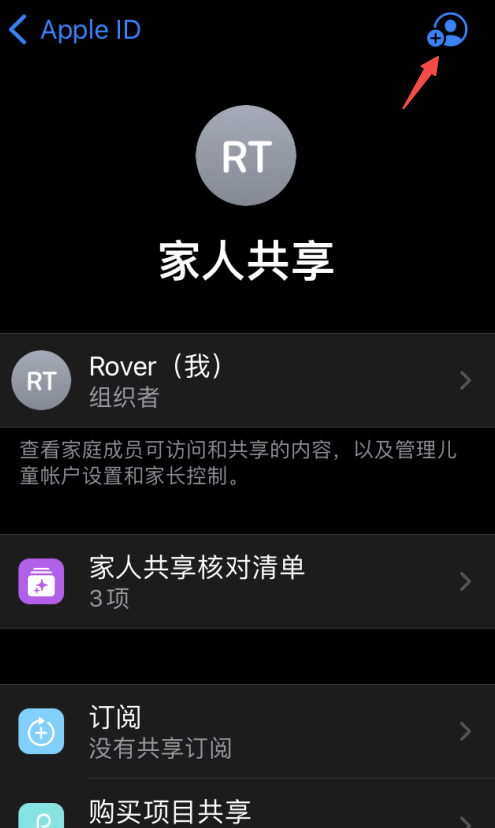 Apple ID
RT
家人共享
RT
Rover（我）
组织者
查看家庭成员可访问和共享的内容，以及管理儿
童帐户设置和家长控制。
家人共享核对清单
3项
订阅
没有共享订阅
购买项目共享